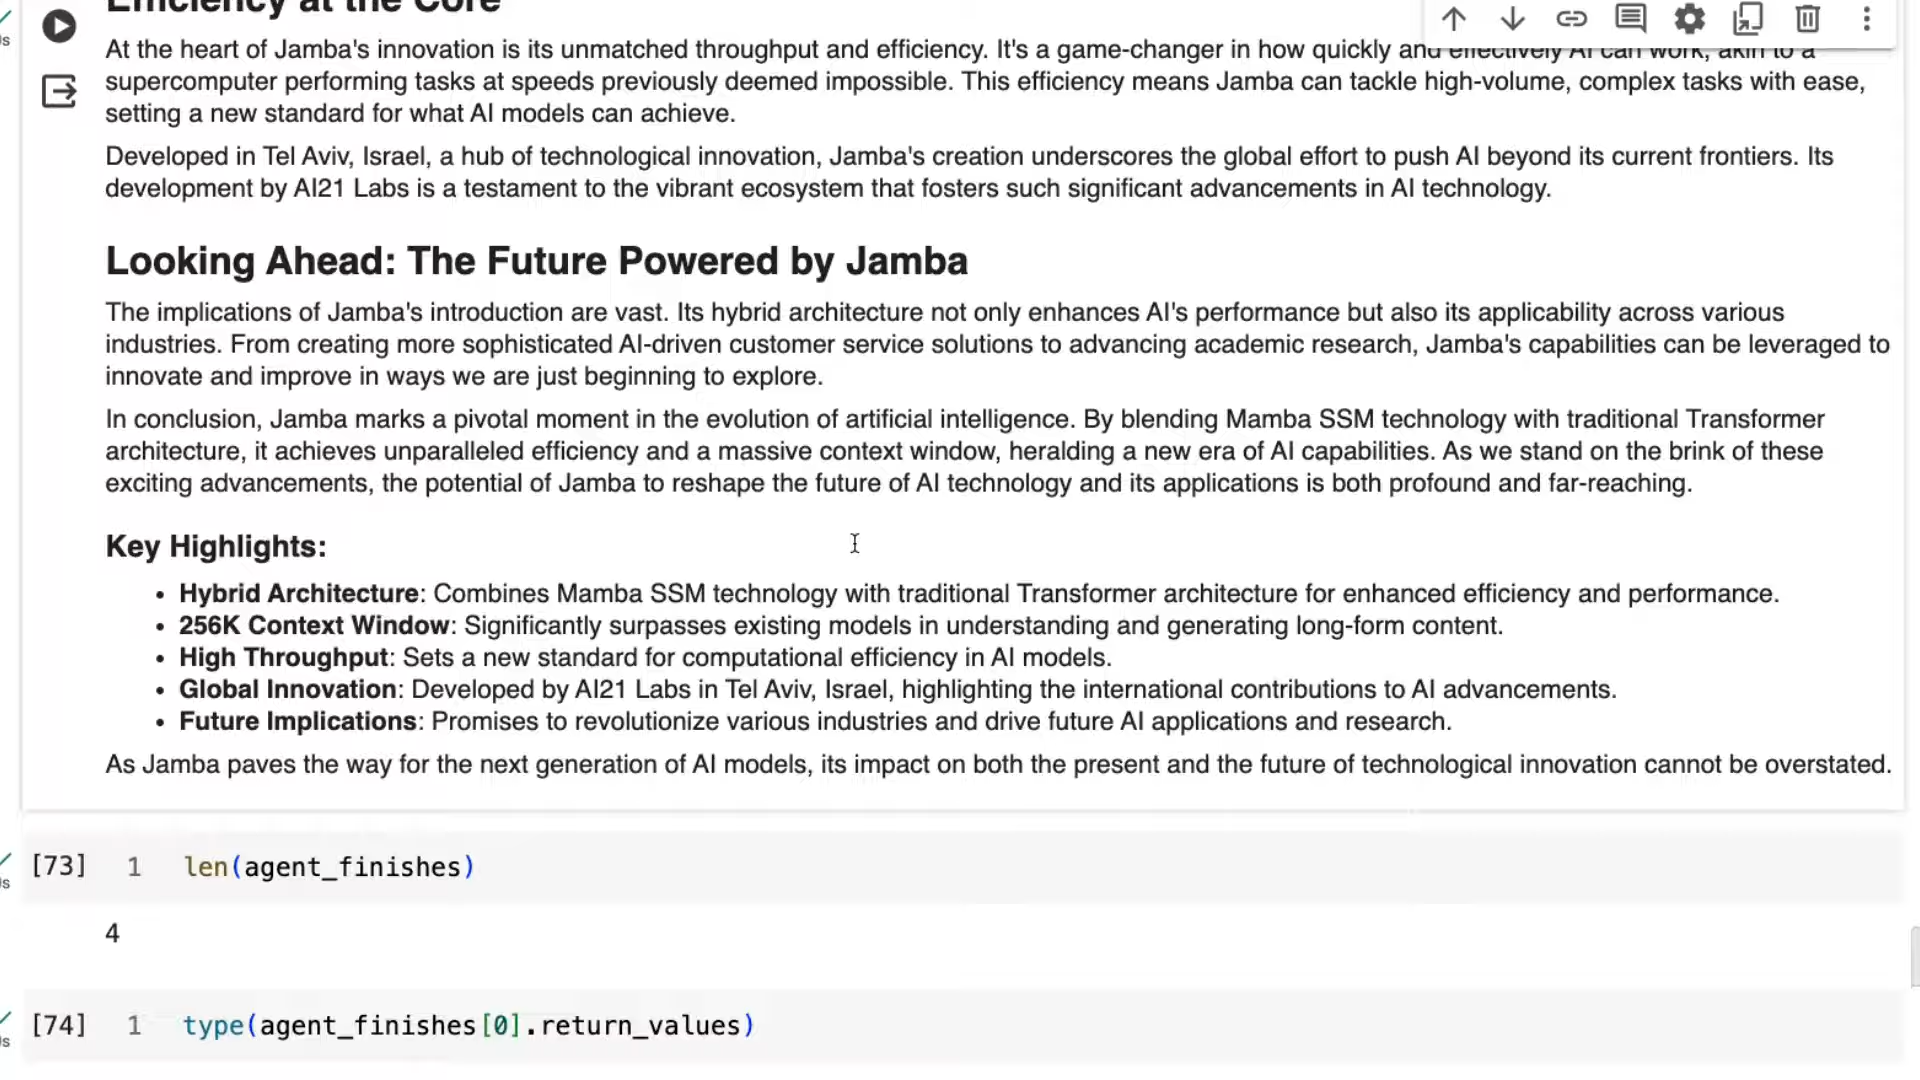 Efficiency at the Core
At the heart of Jamba's innovation is its unmatched throughput and efficiency. It's a game-changer in how quickly and effectively AI can work, akin to a
supercomputer performing tasks at speeds previously deemed impossible. This efficiency means Jamba can tackle high-volume, complex tasks with ease,
setting a new standard for what AI models can achieve.
Developed in Tel Aviv, Israel, a hub of technological innovation, Jamba's creation underscores the global effort to push AI beyond its current frontiers. Its
development by AI21 Labs is a testament to the vibrant ecosystem that fosters such significant advancements in AI technology.
Looking Ahead: The Future Powered by Jamba
The implications of Jamba's introduction are vast. Its hybrid architecture not only enhances AI's performance but also its applicability across various
industries. From creating more sophisticated AI-driven customer service solutions to advancing academic research, Jamba's capabilities can be leveraged to
innovate and improve in ways we are just beginning to explore.
In conclusion, Jamba marks a pivotal moment in the evolution of artificial intelligence. By blending Mamba SSM technology with traditional Transformer
architecture, it achieves unparalleled efficiency and a massive context window, heralding a new era of AI capabilities. As we stand on the brink of these
exciting advancements, the potential of Jamba to reshape the future of AI technology and its applications is both profound and far-reaching.
Key Highlights:
• Hybrid Architecture: Combines Mamba SSM technology with traditional Transformer architecture for enhanced efficiency and performance.
• 256K Context Window: Significantly surpasses existing models in understanding and generating long-form content.
• High Throughput: Sets a new standard for computational efficiency in AI models.
• Global Innovation: Developed by AI21 Labs in Tel Aviv, Israel, highlighting the international contributions to AI advancements.
• Future Implications: Promises to revolutionize various industries and drive future AI applications and research.
As Jamba paves the way for the next generation of AI models, its impact on both the present and the future of technological innovation cannot be overstated.
[73] 1 len(agent_finishes)
4
[74] 1 type(agent_finishes[0].return_values)